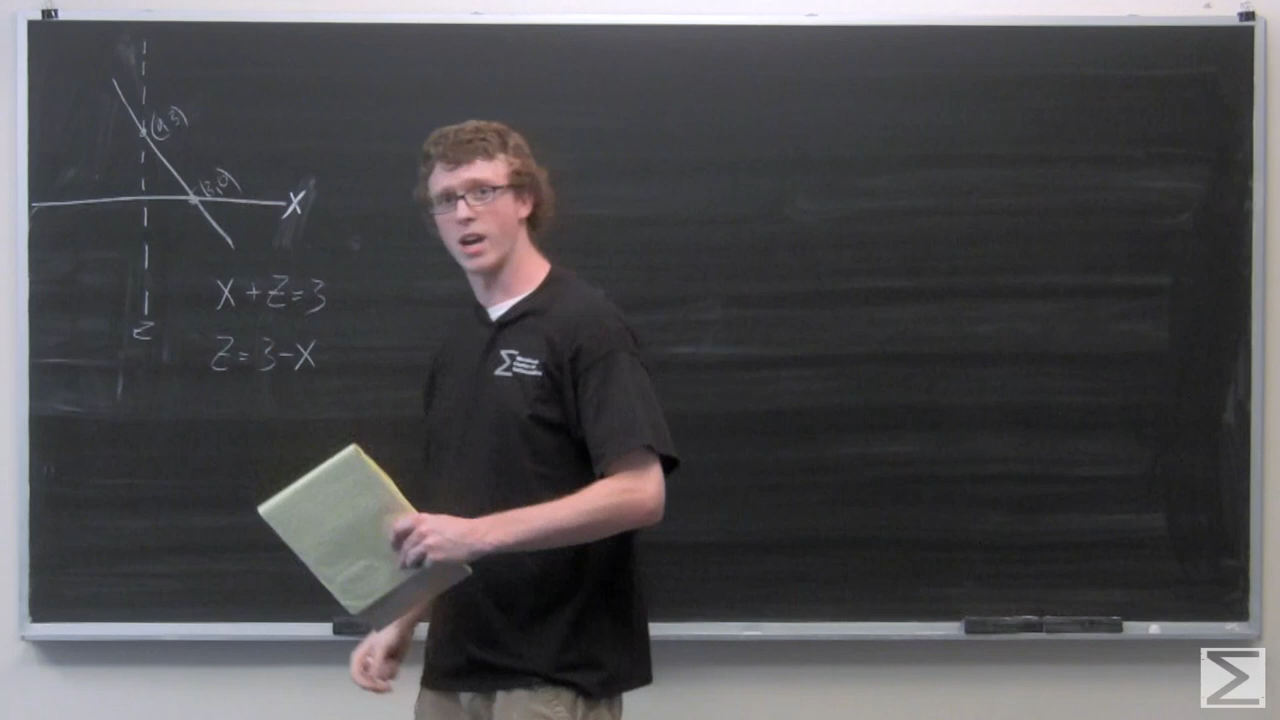 (0,3)
(3,0)
X
X + Z = 3
Z
Z = 3 - X
Σ
Σ